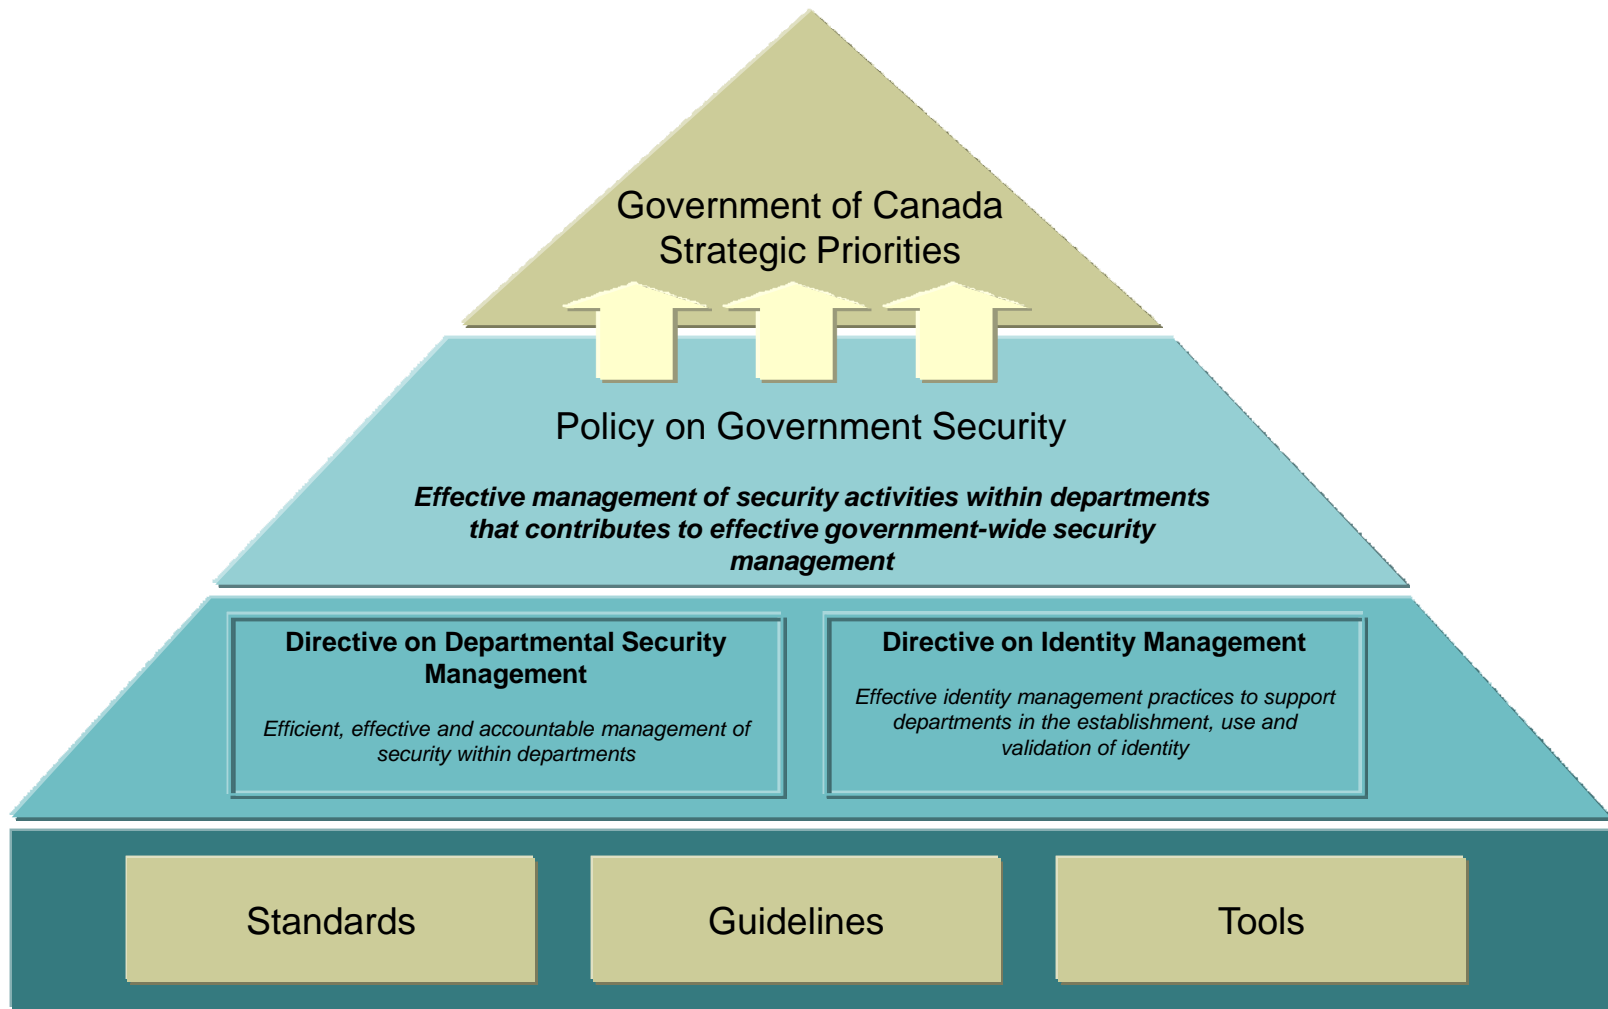 Government of Canada
Strategic Priorities
Policy on Government Security
Effective management of security activities within departments
that contributes to effective government-wide security
management
Directive on Departmental Security
Management
Efficient, effective and accountable management of
security within departments
Directive on Identity Management
Effective identity management practices to support
departments in the establishment, use and
validation of identity
Standards
Guidelines
Tools